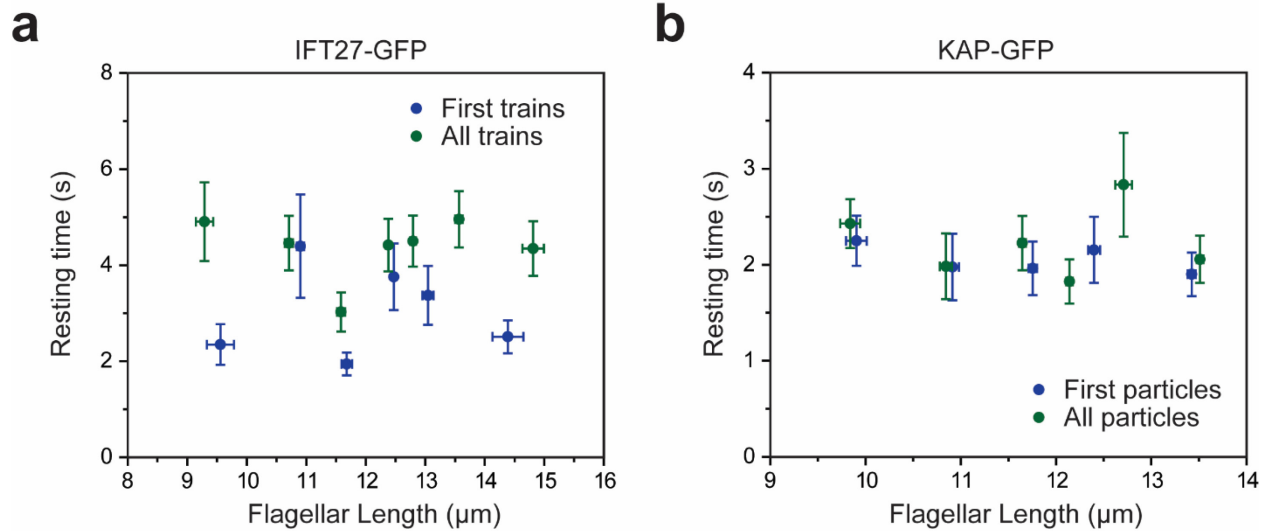 a
IFT27-GFP
First trains
All trains
Resting time (s)
8
6
4
2
0
8 9 10 11 12 13 14 15 16
Flagellar Length (µm)
b
KAP-GFP
Resting time (s)
4
3
2
1
0
First particles
All particles
9 10 11 12 13 14
Flagellar Length (µm)